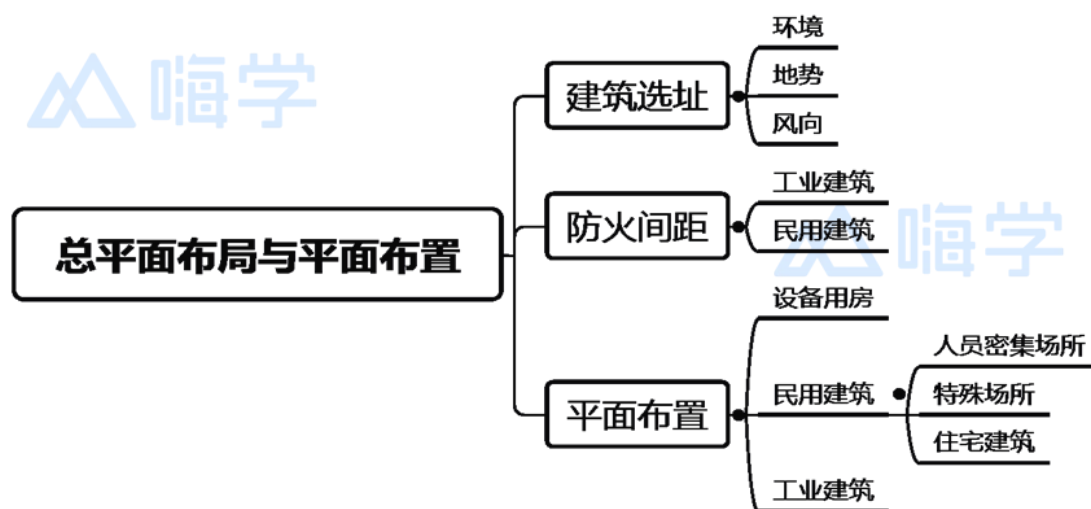 嗨学
环境
建筑选址
地势
风向
工业建筑
防火间距
民用建筑
嗨学
总平面布局与平面布置
设备用房
人员密集场所
平面布置
民用建筑
特殊场所
住宅建筑
工业建筑